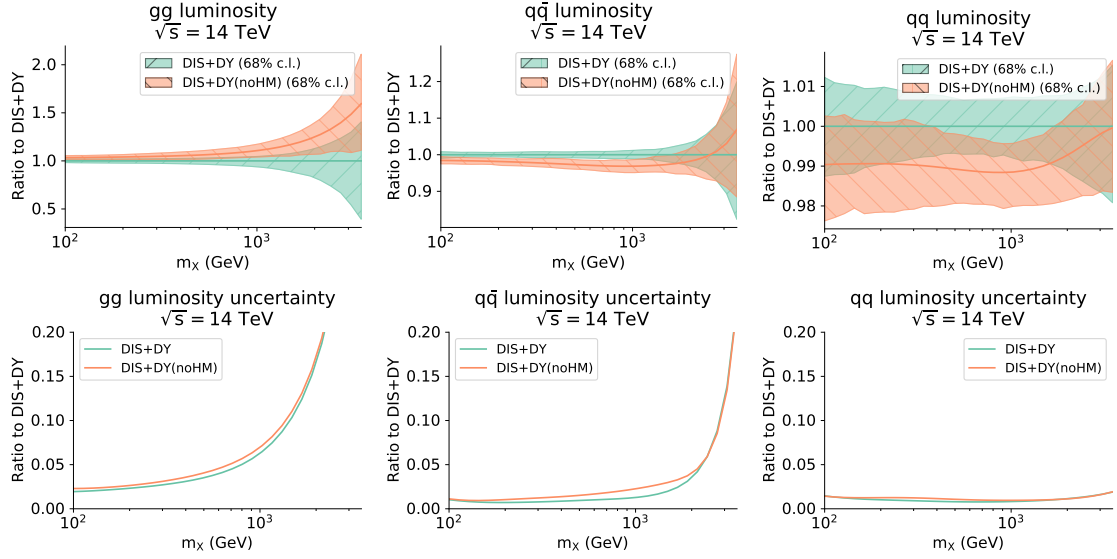 gg luminosity
√s = 14 TeV
Ratio to DIS+DY
2.0
1.5
1.0
0.5
DIS+DY (68% c.l.)
DIS+DY(noHM) (68% c.l.)
10²
10³
mX (GeV)
qq̄ luminosity
√s = 14 TeV
Ratio to DIS+DY
1.2
1.1
1.0
0.9
DIS+DY (68% c.l.)
DIS+DY(noHM) (68% c.l.)
10²
10³
mX (GeV)
qq luminosity
√s = 14 TeV
Ratio to DIS+DY
1.01
1.00
0.99
0.98
DIS+DY (68% c.l.)
DIS+DY(noHM) (68% c.l.)
10²
10³
mX (GeV)
gg luminosity uncertainty
√s = 14 TeV
Ratio to DIS+DY
0.20
0.15
0.10
0.05
0.00
DIS+DY
DIS+DY(noHM)
10²
10³
mX (GeV)
qq̄ luminosity uncertainty
√s = 14 TeV
Ratio to DIS+DY
0.20
0.15
0.10
0.05
0.00
DIS+DY
DIS+DY(noHM)
10²
10³
mX (GeV)
qq luminosity uncertainty
√s = 14 TeV
Ratio to DIS+DY
0.20
0.15
0.10
0.05
0.00
DIS+DY
DIS+DY(noHM)
10²
10³
mX (GeV)